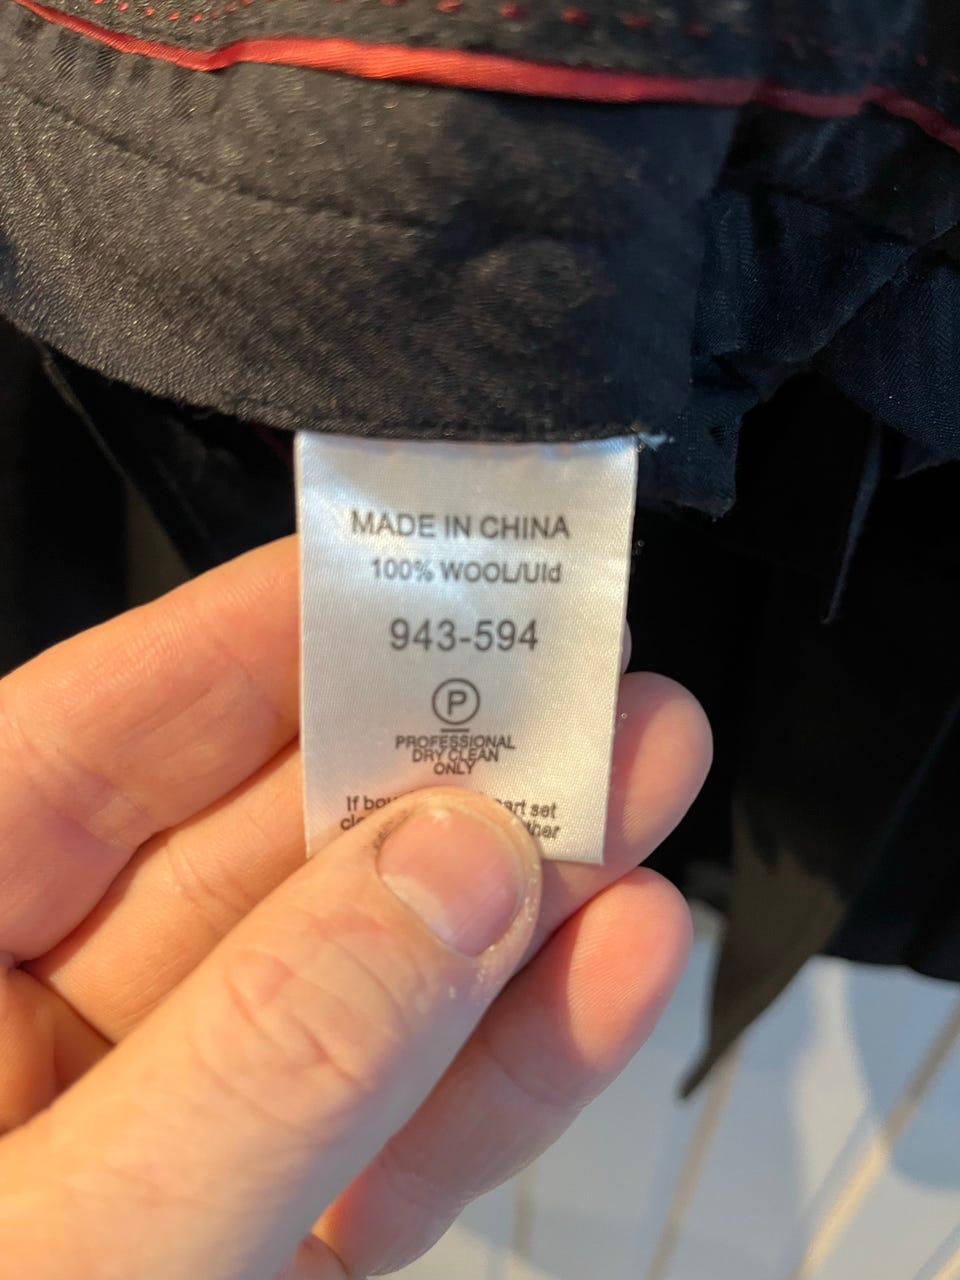 MADE IN CHINA
100% WOOL/Uld
943-594
P
PROFESSIONAL
DRY CLEAN
ONLY
If part set